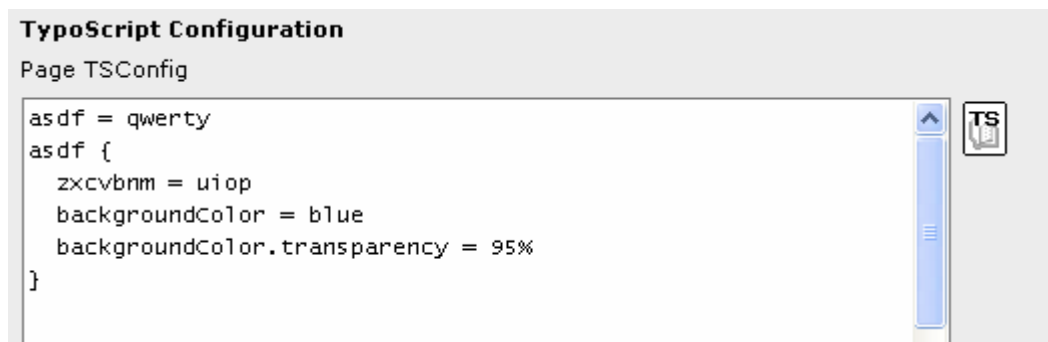 TypoScript Configuration
Page TSConfig
asdf = qwerty
asdf {
  zxcvbnm = uiop
  backgroundColor = blue
  backgroundColor.transparency = 95%
}
TS